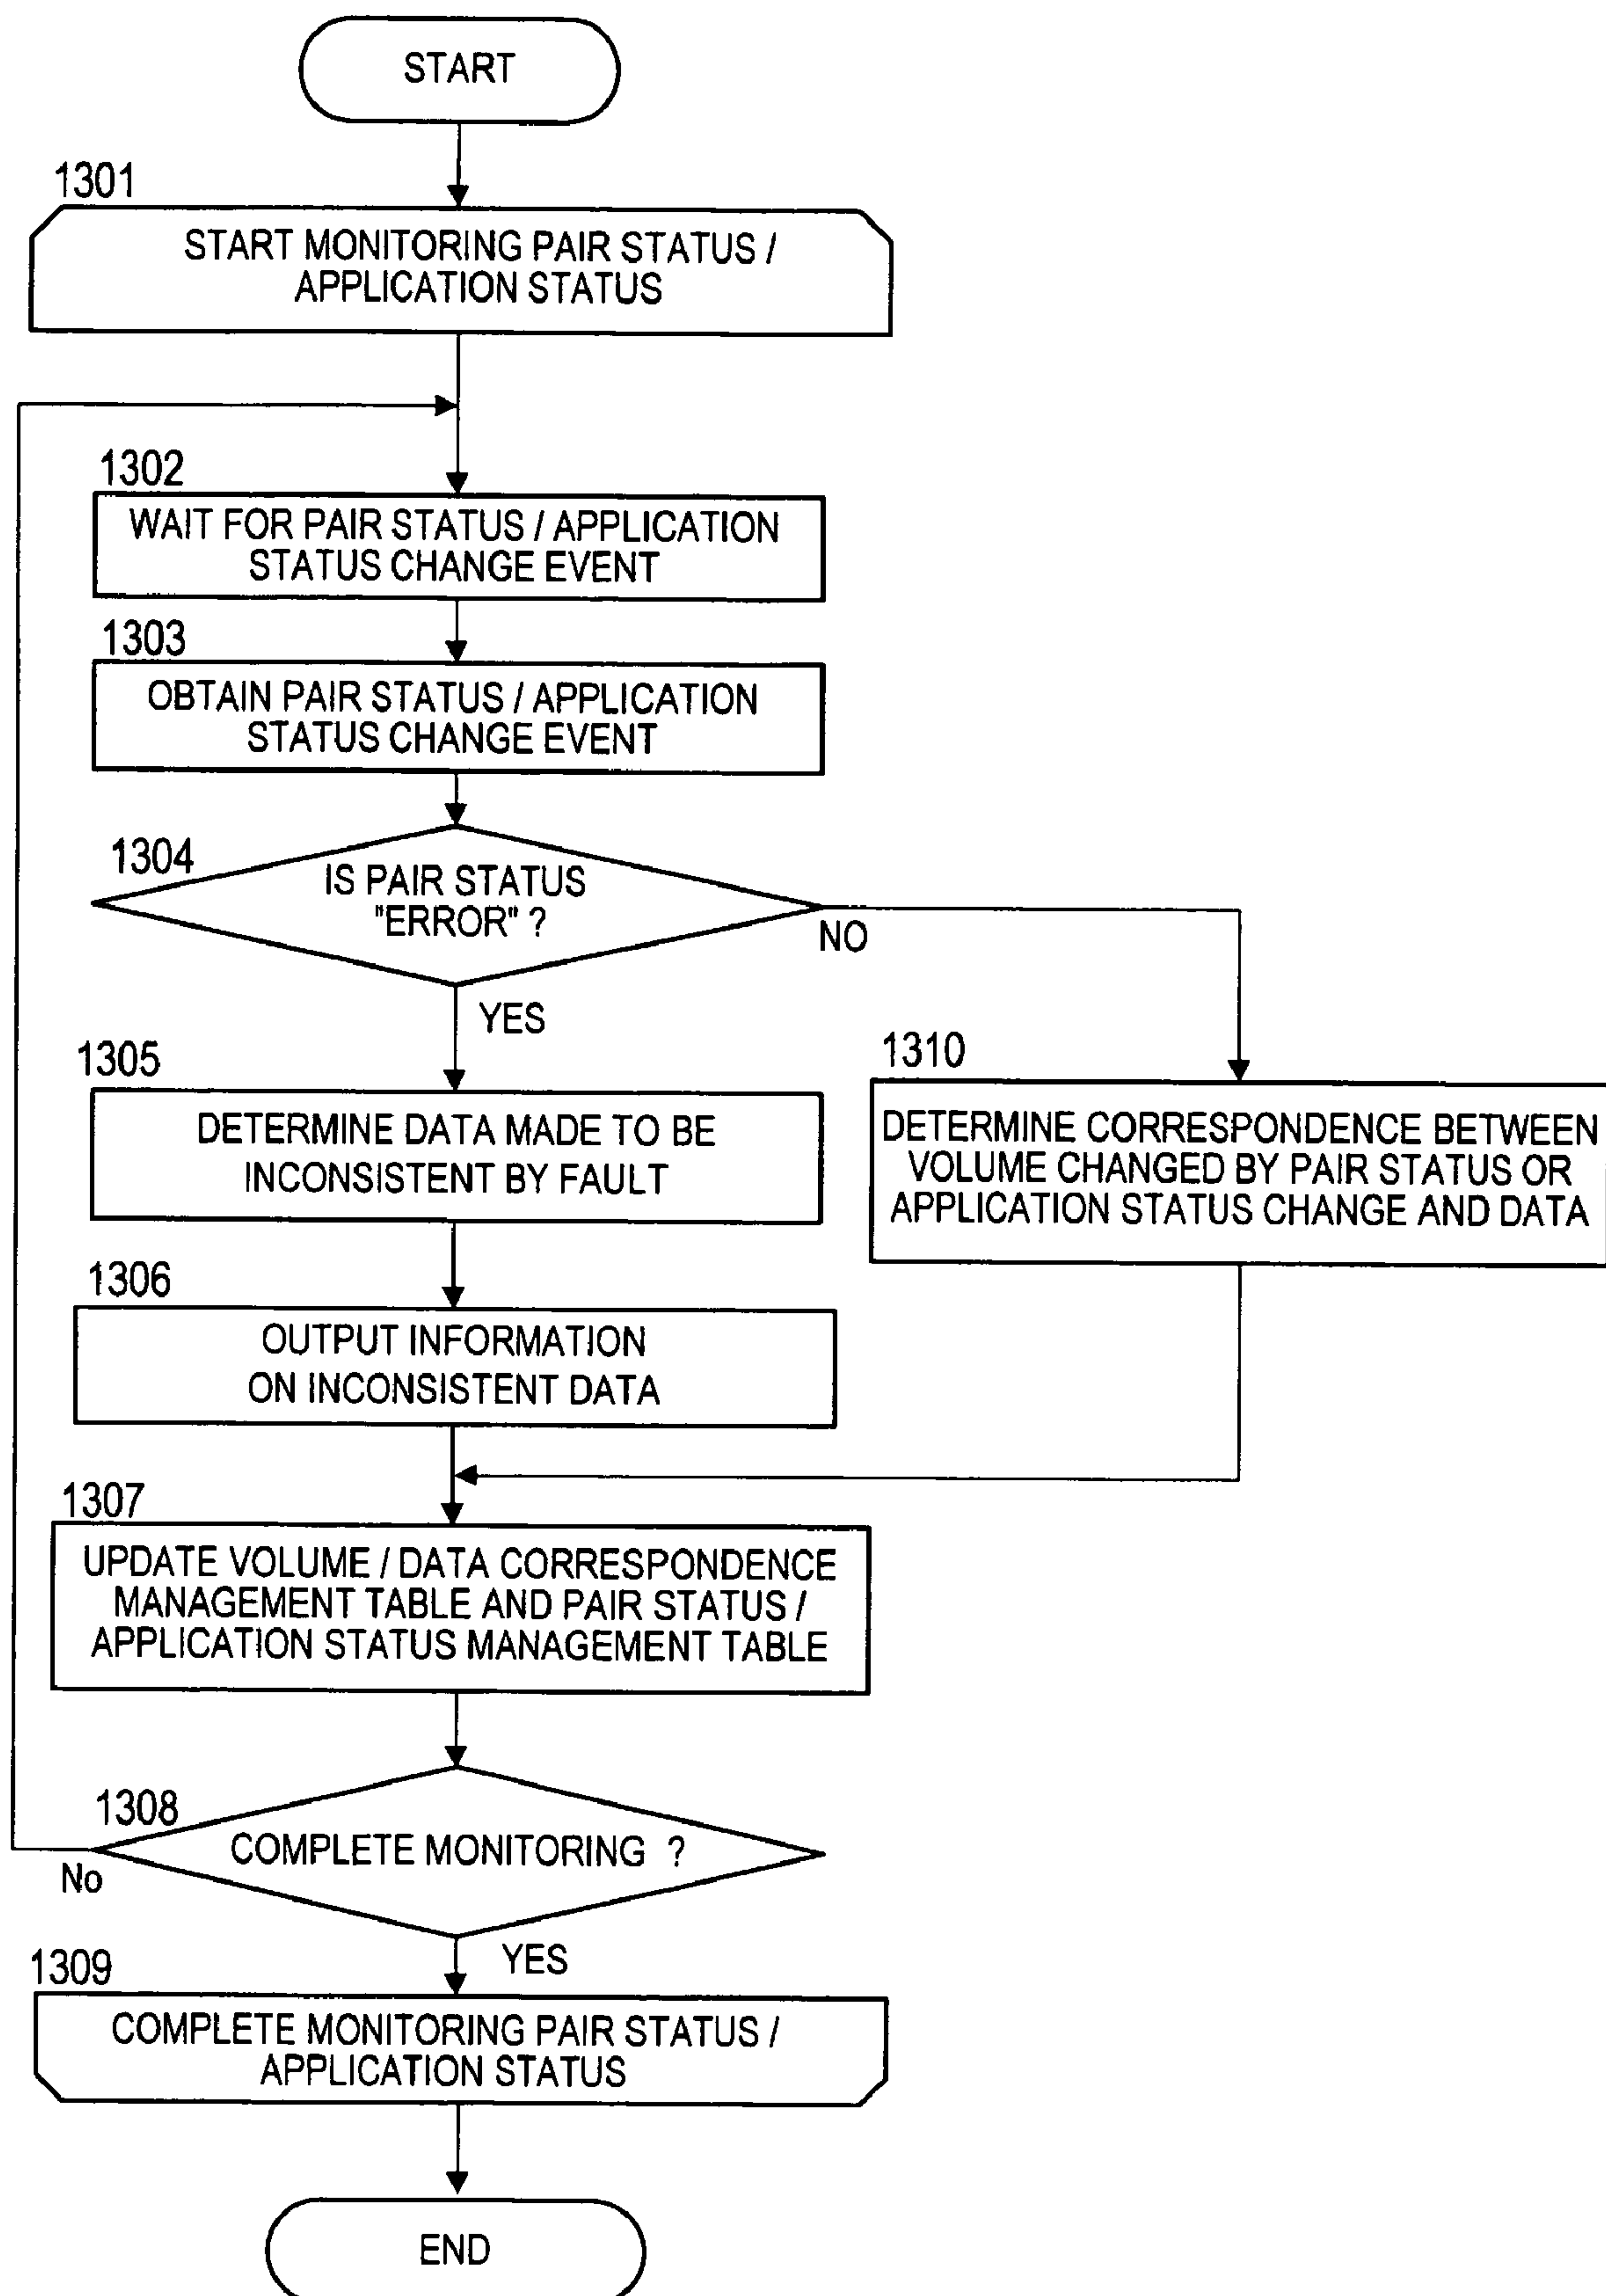 START
1301
START MONITORING PAIR STATUS /
APPLICATION STATUS
1302
WAIT FOR PAIR STATUS / APPLICATION
STATUS CHANGE EVENT
1303
OBTAIN PAIR STATUS / APPLICATION
STATUS CHANGE EVENT
1304
IS PAIR STATUS
"ERROR" ?
NO
YES
1305
DETERMINE DATA MADE TO BE
INCONSISTENT BY FAULT
1310
DETERMINE CORRESPONDENCE BETWEEN
VOLUME CHANGED BY PAIR STATUS OR
APPLICATION STATUS CHANGE AND DATA
1306
OUTPUT INFORMATION
ON INCONSISTENT DATA
1307
UPDATE VOLUME / DATA CORRESPONDENCE
MANAGEMENT TABLE AND PAIR STATUS /
APPLICATION STATUS MANAGEMENT TABLE
1308
COMPLETE MONITORING ?
No
YES
1309
COMPLETE MONITORING PAIR STATUS /
APPLICATION STATUS
END